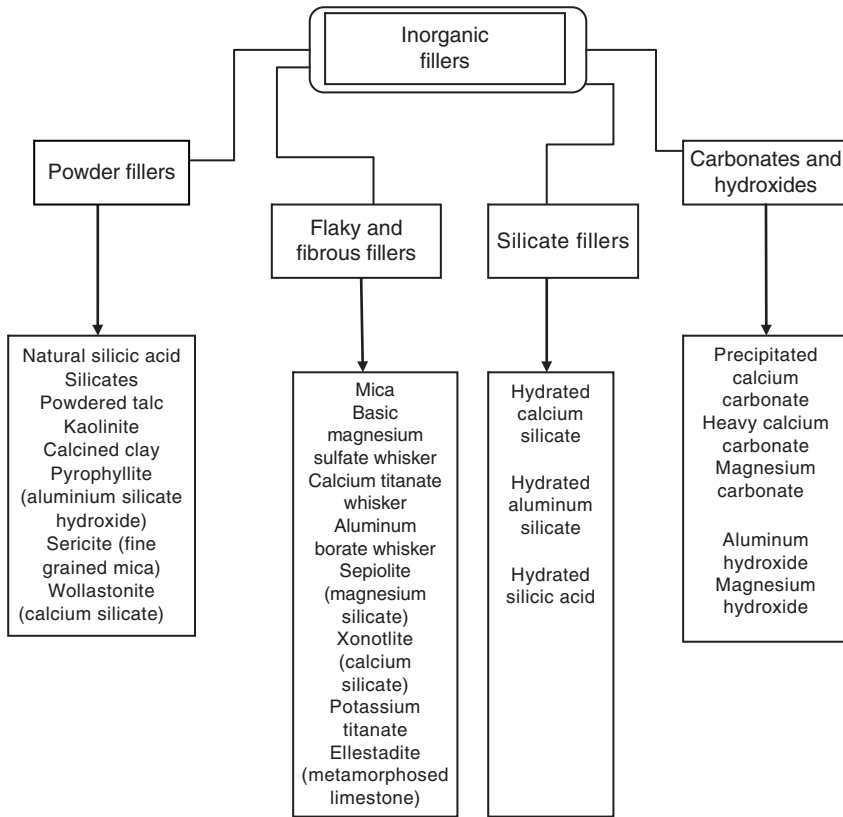 Inorganic
fillers
Powder fillers
Flaky and
fibrous fillers
Silicate fillers
Carbonates and
hydroxides
Natural silicic acid
Silicates
Powdered talc
Kaolinite
Calcined clay
Pyrophyllite
(aluminium silicate
hydroxide)
Sericite (fine
grained mica)
Wollastonite
(calcium silicate)
Mica
Basic
magnesium
sulfate whisker
Calcium titanate
whisker
Aluminum
borate whisker
Sepiolite
(magnesium
silicate)
Xonotlite
(calcium
silicate)
Potassium
titanate
Ellestadite
(metamorphosed
limestone)
Hydrated
calcium
silicate
Hydrated
aluminum
silicate
Hydrated
silicic acid
Precipitated
calcium
carbonate
Heavy calcium
carbonate
Magnesium
carbonate
Aluminum
hydroxide
Magnesium
hydroxide